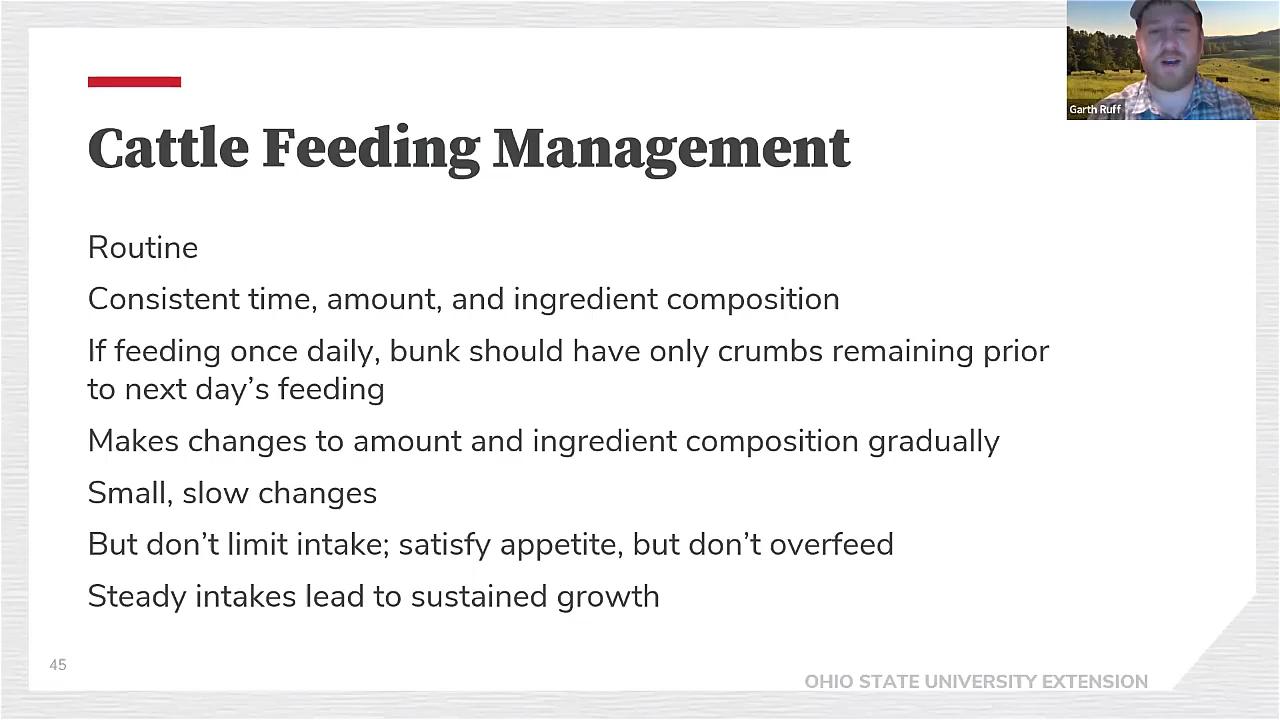 Garth Ruff
Cattle Feeding Management
Routine
Consistent time, amount, and ingredient composition
If feeding once daily, bunk should have only crumbs remaining prior
to next day’s feeding
Makes changes to amount and ingredient composition gradually
Small, slow changes
But don’t limit intake; satisfy appetite, but don’t overfeed
Steady intakes lead to sustained growth
45
OHIO STATE UNIVERSITY EXTENSION